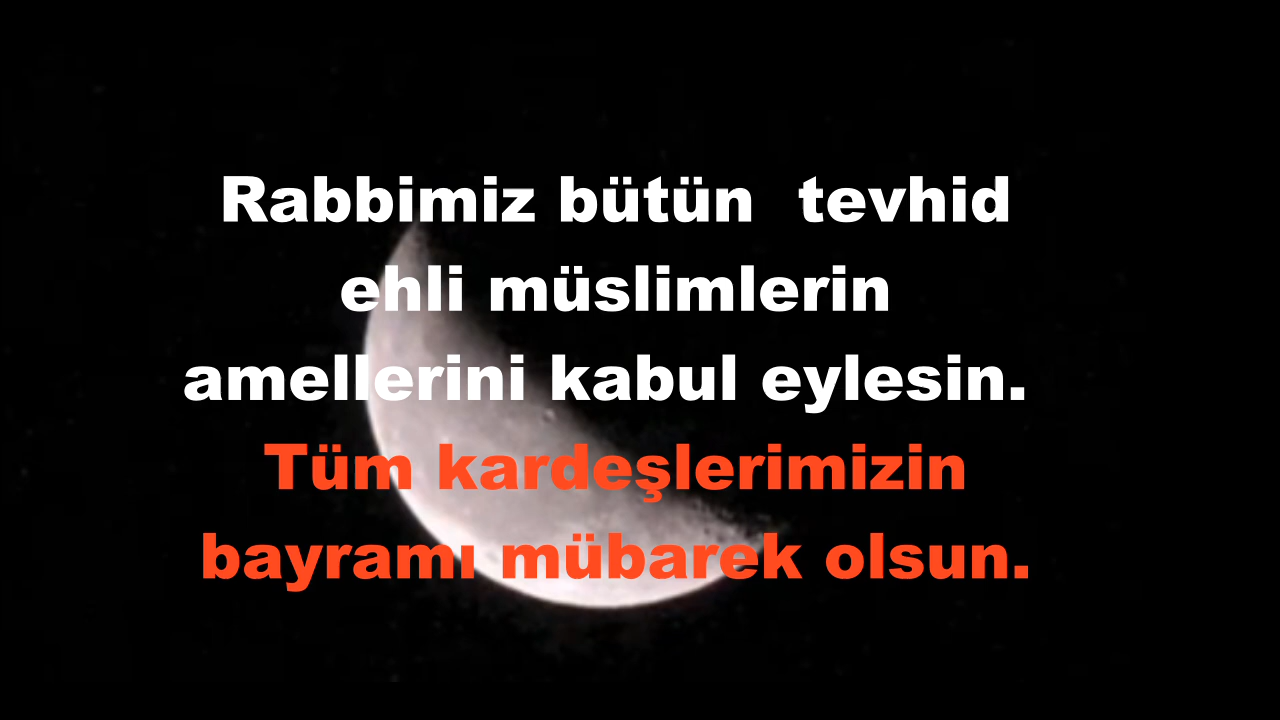 Rabbimiz bütün  tevhid
ehli müslimlerin
amellerini kabul eylesin.
Tüm kardeşlerimizin
bayramı mübarek olsun.